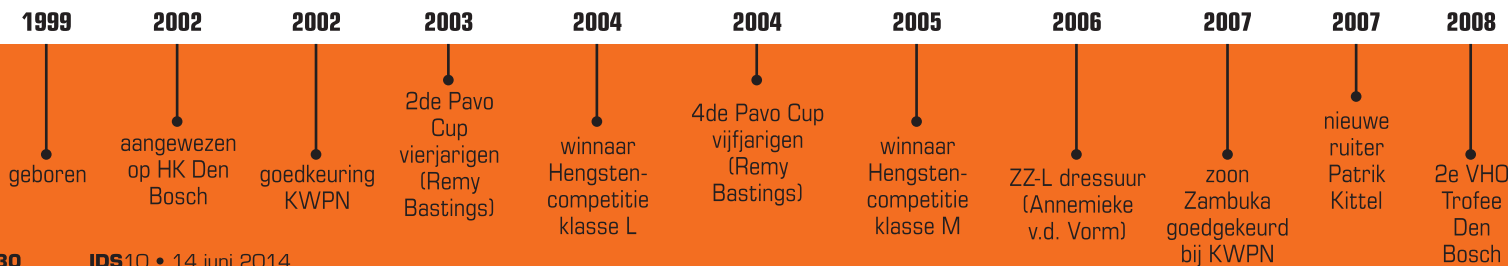 1999
geboren
2002
aangewezen
op HK Den
Bosch
2002
goedkeuring
KWPN
2003
2de Pavo
Cup
vierjarigen
(Remy
Bastings)
2004
winnaar
Hengsten-
competitie
klasse L
2004
4de Pavo Cup
vijfjarigen
(Remy
Bastings)
2005
winnaar
Hengsten-
competitie
klasse M
2006
ZZ-L dressuur
(Annemieke
v.d. Vorm)
2007
zoon
Zambuka
goedgekeurd
bij KWPN
2007
nieuwe
ruiter
Patrik
Kittel
2008
2e VHO
Trofee
Den
Bosch
30 IDS10 • 14 juni 2014